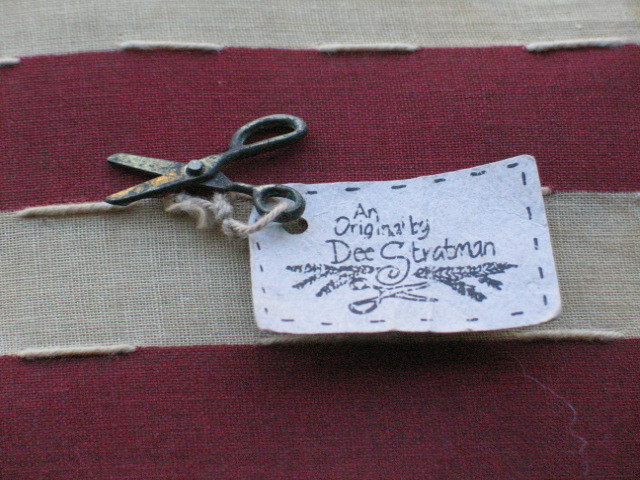 An
Original by
Dee Stratman